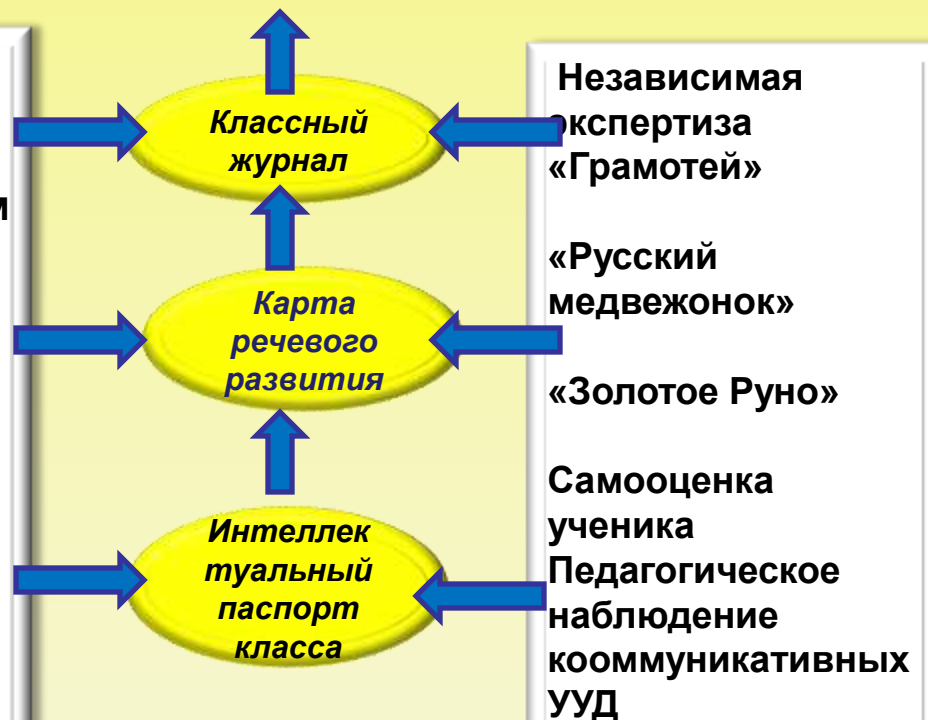 Классный
журнал
Карта
речевого
развития
Интеллек
туальный
паспорт
класса
Независимая
экспертиза
«Грамотей»
«Русский
медвежонок»
«Золотое Руно»
Самооценка
ученика
Педагогическое
наблюдение
кооммуникативных
УУД